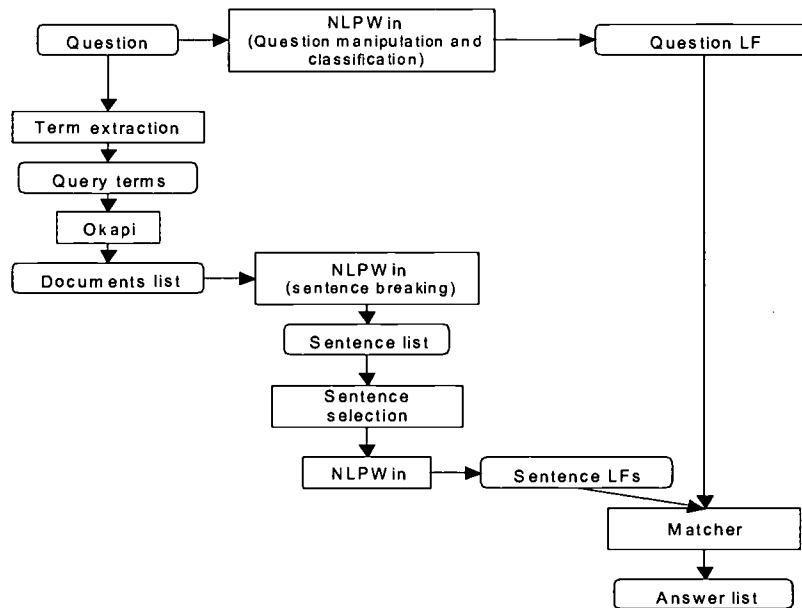 Question
NLPWin
(Question manipulation and
classification)
Question LF
Term extraction
Query terms
Okapi
Documents list
NLPWin
(sentence breaking)
Sentence list
Sentence
selection
NLPWin
Sentence LFs
Matcher
Answer list